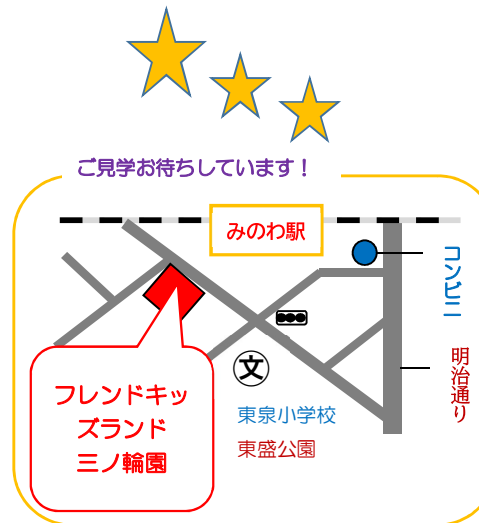 ご見学お待ちしています！
みのわ駅
コンビニ
明治通り
フレンドキッ
ズランド
三ノ輪園
文
東泉小学校
東盛公園